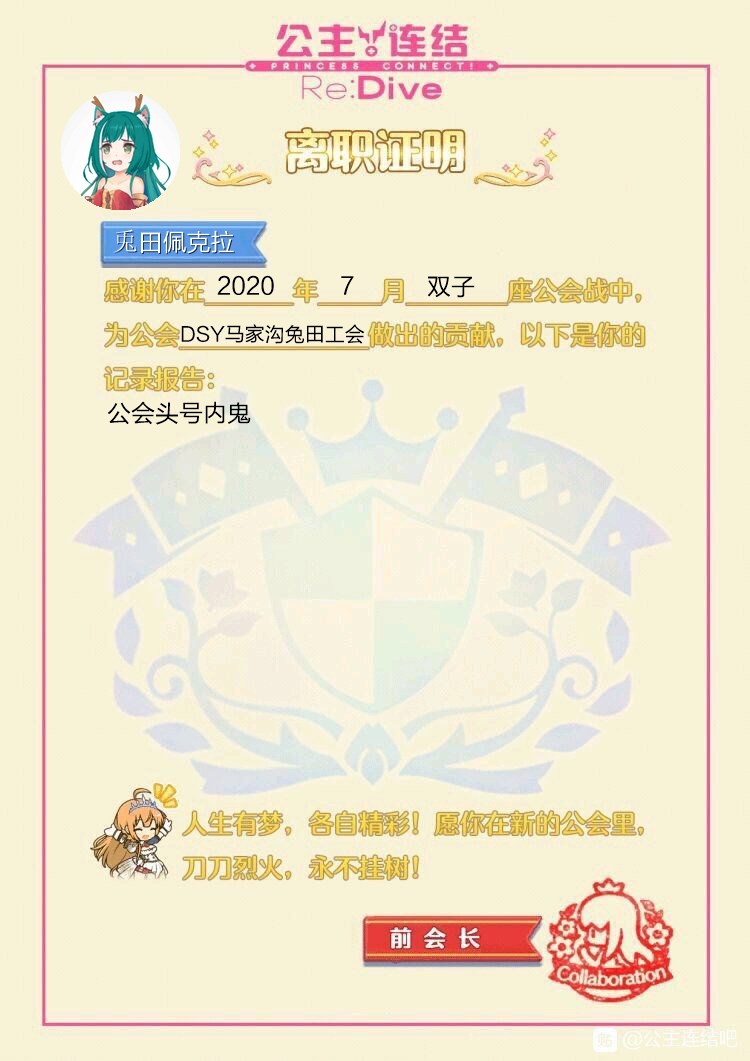 公主连结
PRINCESS CONNECT!
Re:Dive
离职证明
兎田佩克拉
感谢你在 2020 年 7 月 双子 座公会战中，
为公会DSY马家沟兔田工会做出的贡献，以下是你的
记录报告：
公会头号内鬼
人生有梦，各自精彩！愿你在新的公会里，
刀刀烈火，永不挂树！
前会长
Collaboration
贴 @公主连结吧